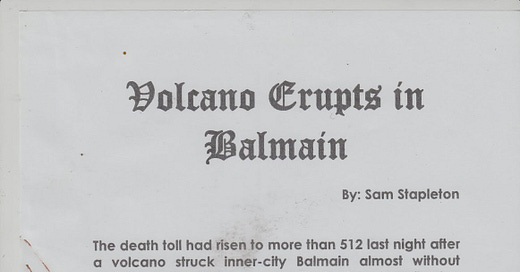 Volcano Erupts in
Balmain
By: Sam Stapleton
The death toll had risen to more than 512 last night after
a volcano struck inner-city Balmain almost without